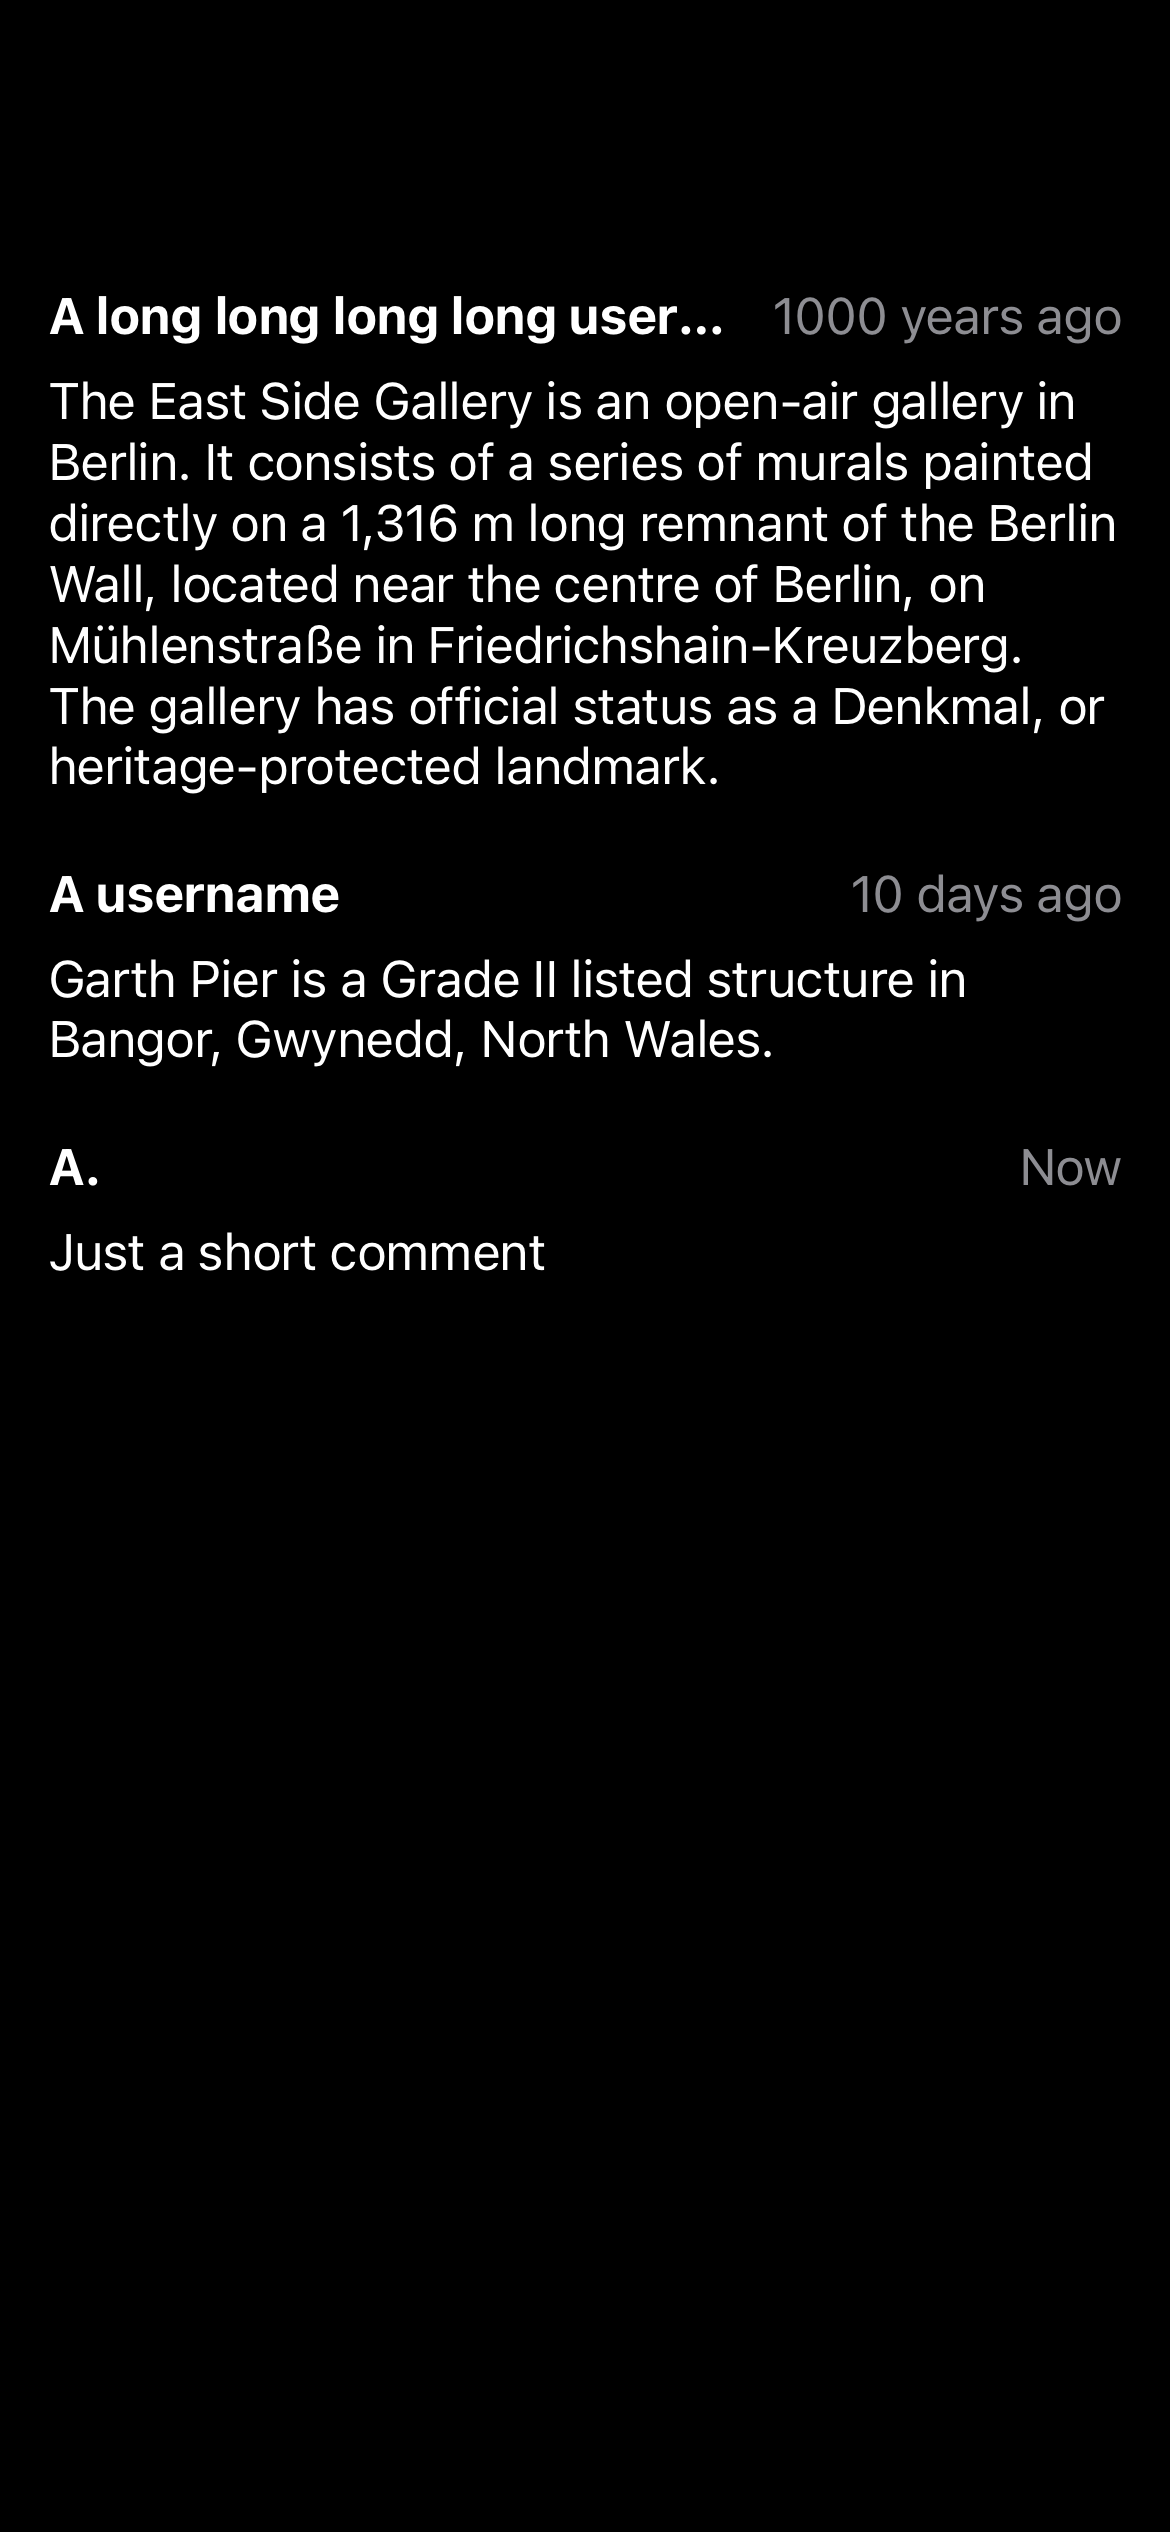 A long long long long user... 1000 years ago
The East Side Gallery is an open-air gallery in
Berlin. It consists of a series of murals painted
directly on a 1,316 m long remnant of the Berlin
Wall, located near the centre of Berlin, on
Mühlenstraße in Friedrichshain-Kreuzberg.
The gallery has official status as a Denkmal, or
heritage-protected landmark.
A username 10 days ago
Garth Pier is a Grade II listed structure in
Bangor, Gwynedd, North Wales.
A. Now
Just a short comment